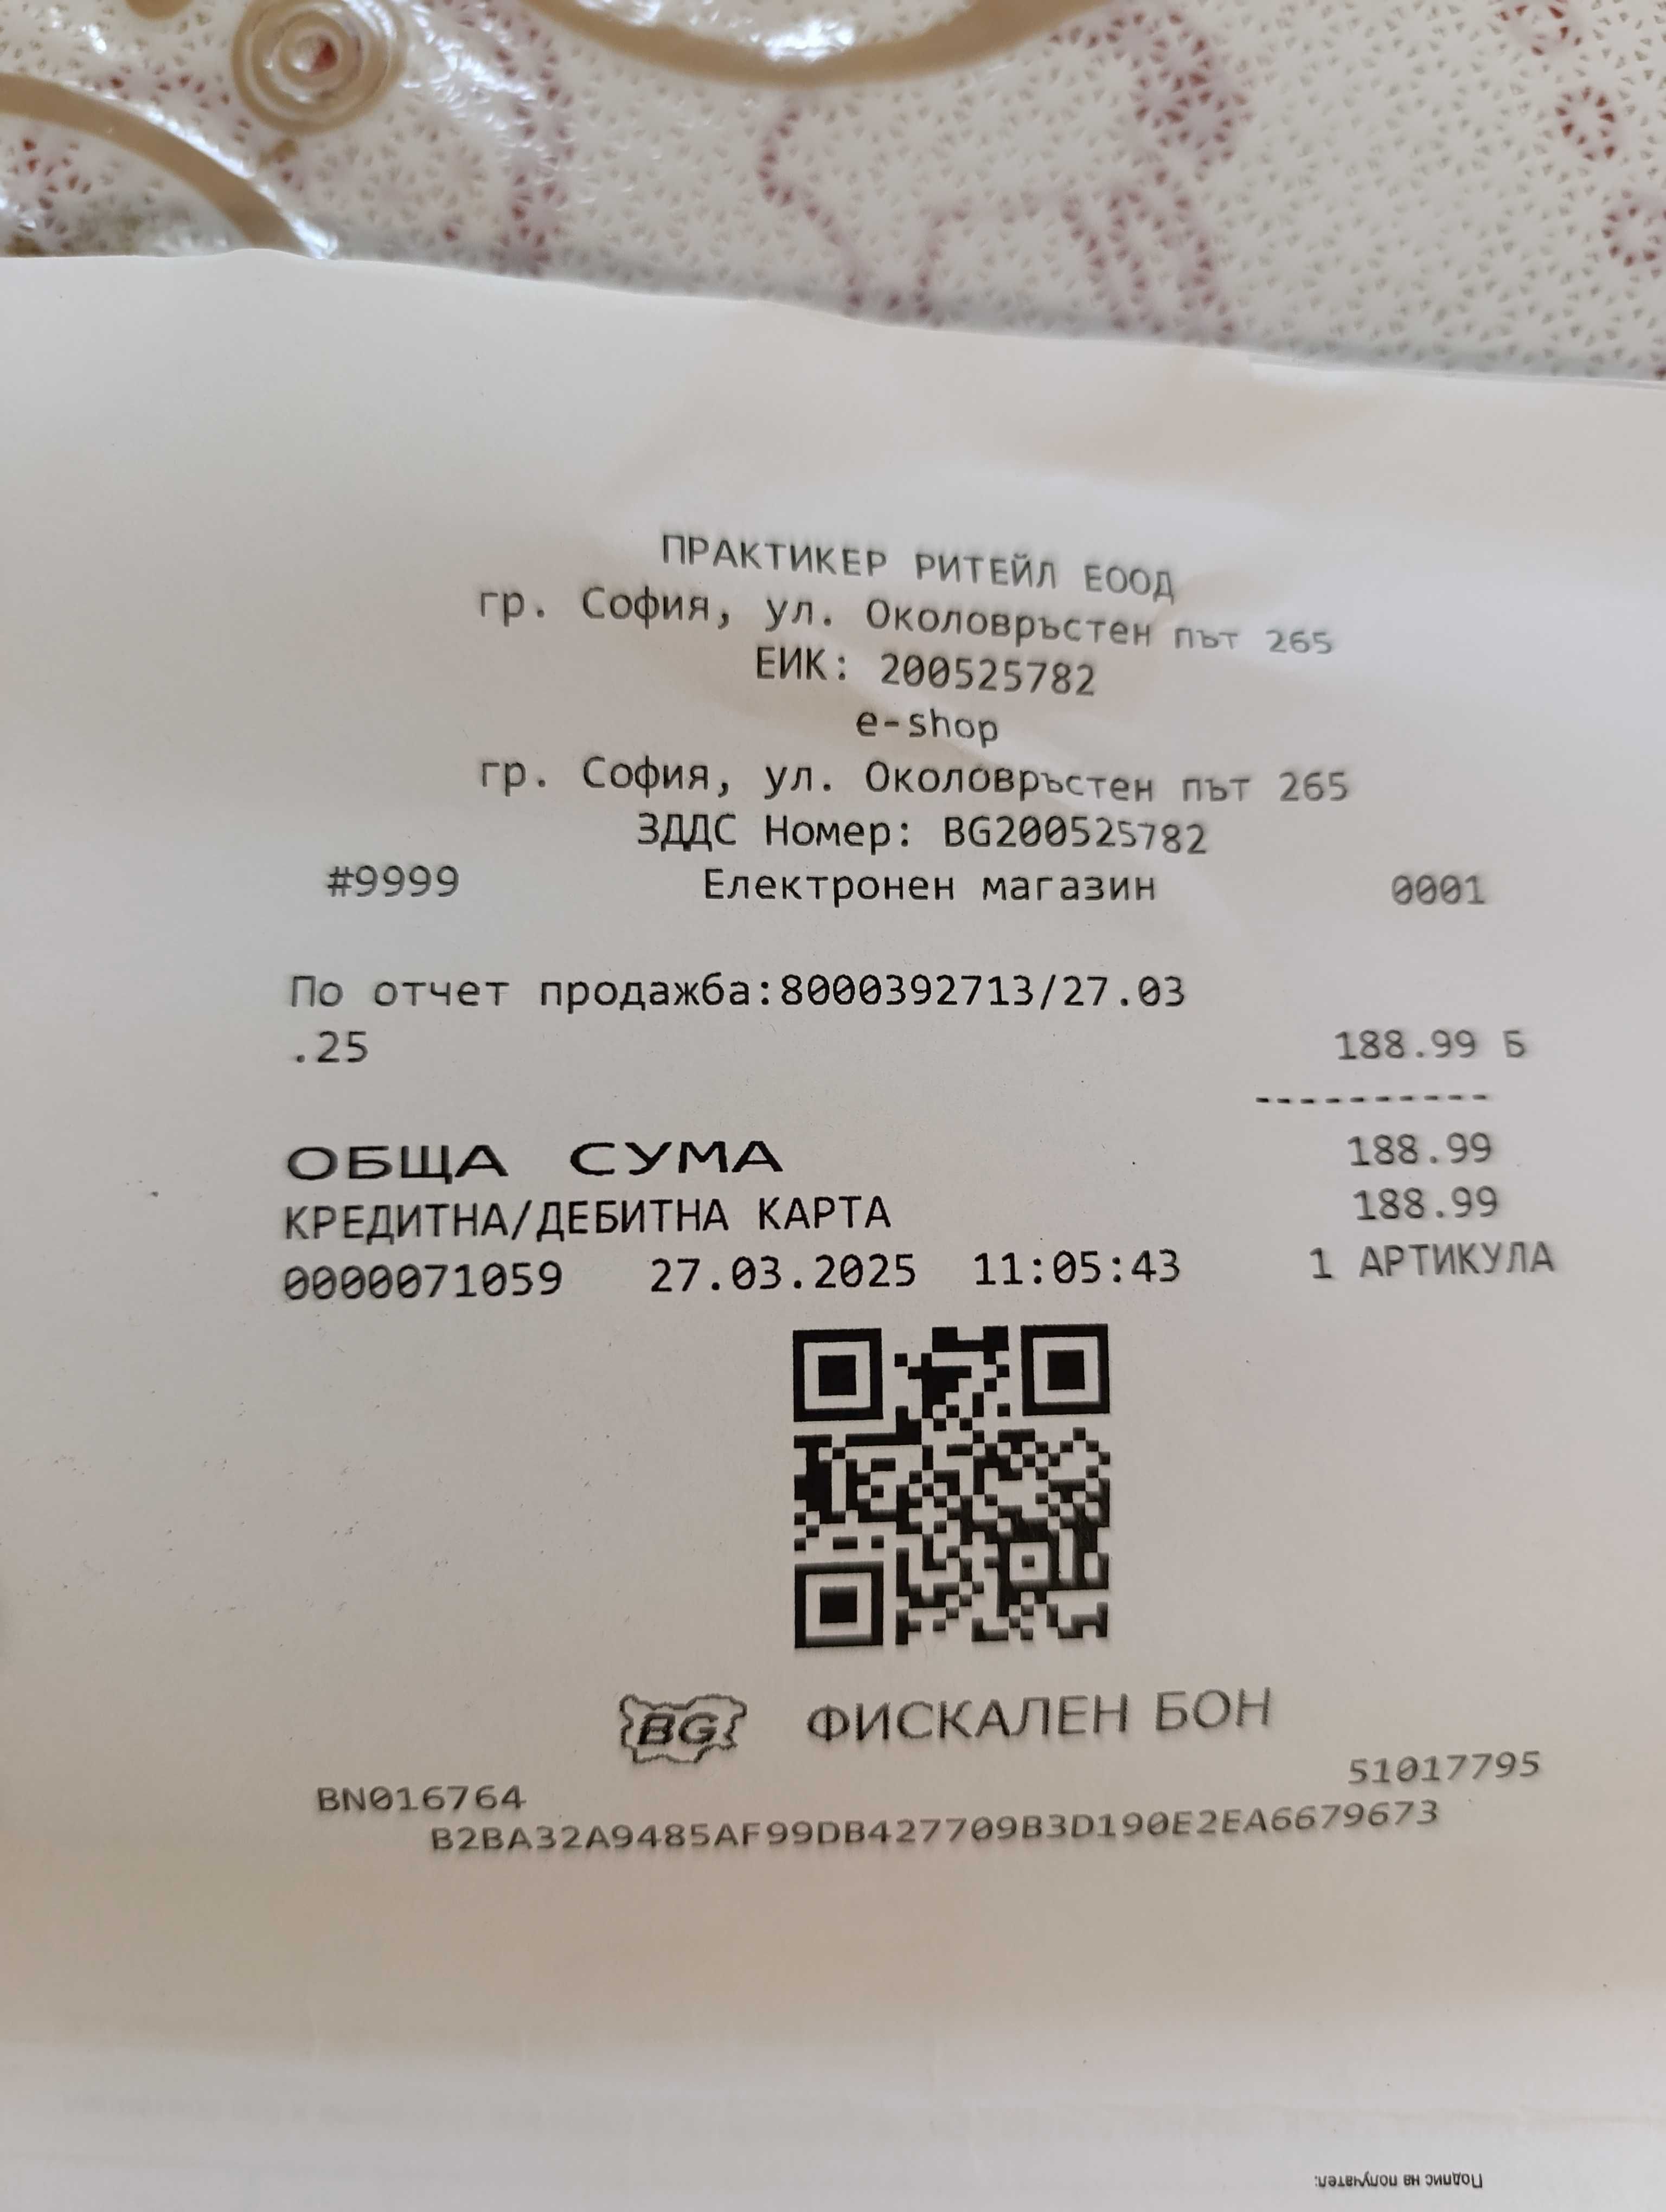 ПРАКТИКЕР РИТЕЙЛ ЕООД
гр. София, ул. Околовръстен път 265
ЕИК: 200525782
e-shop
гр. София, ул. Околовръстен път 265
ЗДДС Номер: BG200525782
#9999 Електронен магазин 0001
По отчет продажба:8000392713/27.03
.25 188.99 Б
----------
ОБЩА СУМА 188.99
КРЕДИТНА/ДЕБИТНА КАРТА 188.99
0000071059 27.03.2025 11:05:43 1 АРТИКУЛА
BG ФИСКАЛЕН БОН
BN016764 51017795
B2BA32A9485AF99DB427709B3D190E2EA6679673
Подпис на получател: